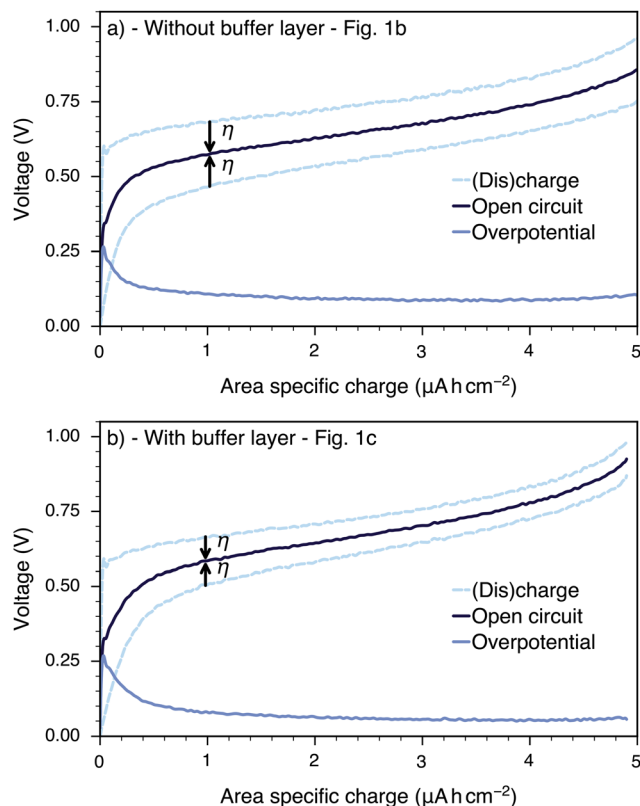 a) - Without buffer layer - Fig. 1b
1.00
0.75
0.50
0.25
0.00
Voltage (V)
η
η
(Dis)charge
Open circuit
Overpotential
0 1 2 3 4 5
Area specific charge (μA h cm⁻²)
b) - With buffer layer - Fig. 1c
1.00
0.75
0.50
0.25
0.00
Voltage (V)
η
η
(Dis)charge
Open circuit
Overpotential
0 1 2 3 4 5
Area specific charge (μA h cm⁻²)